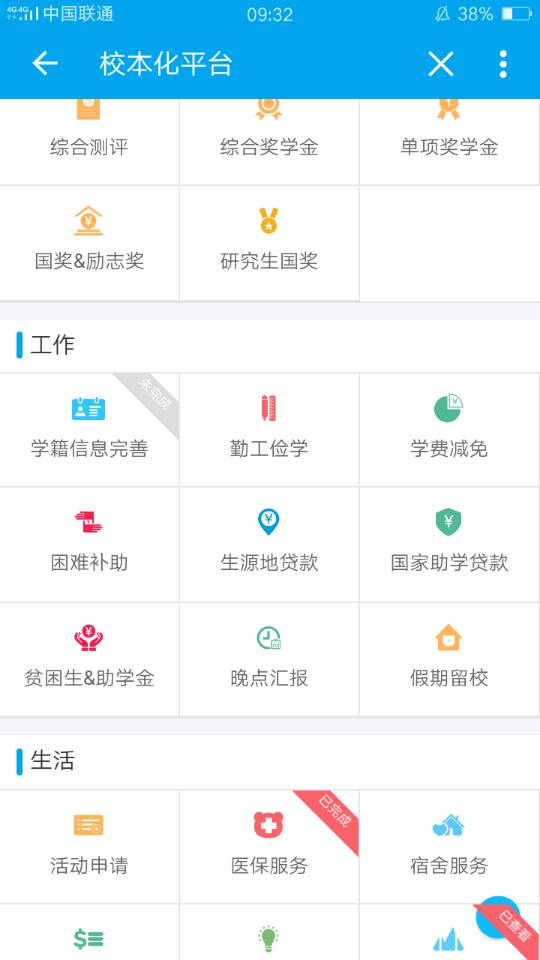 4G 4G 中国联通 09:32 38%
校本化平台
综合测评 综合奖学金 单项奖学金
国奖&励志奖 研究生国奖
工作
未完成
学籍信息完善 勤工俭学 学费减免
困难补助 生源地贷款 国家助学贷款
贫困生&助学金 晚点汇报 假期留校
生活
已完成
活动申请 医保服务 宿舍服务
已查看